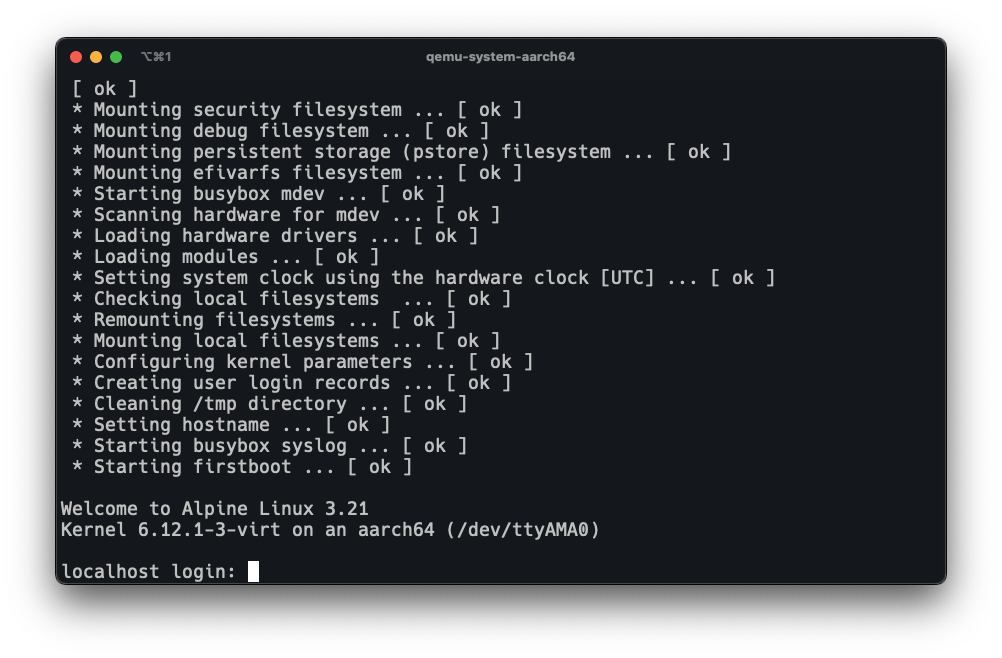 ⌥⌘1
qemu-system-aarch64
[ ok ]
* Mounting security filesystem ... [ ok ]
* Mounting debug filesystem ... [ ok ]
* Mounting persistent storage (pstore) filesystem ... [ ok ]
* Mounting efivarfs filesystem ... [ ok ]
* Starting busybox mdev ... [ ok ]
* Scanning hardware for mdev ... [ ok ]
* Loading hardware drivers ... [ ok ]
* Loading modules ... [ ok ]
* Setting system clock using the hardware clock [UTC] ... [ ok ]
* Checking local filesystems  ... [ ok ]
* Remounting filesystems ... [ ok ]
* Mounting local filesystems ... [ ok ]
* Configuring kernel parameters ... [ ok ]
* Creating user login records ... [ ok ]
* Cleaning /tmp directory ... [ ok ]
* Setting hostname ... [ ok ]
* Starting busybox syslog ... [ ok ]
* Starting firstboot ... [ ok ]
Welcome to Alpine Linux 3.21
Kernel 6.12.1-3-virt on an aarch64 (/dev/ttyAMA0)
localhost login: